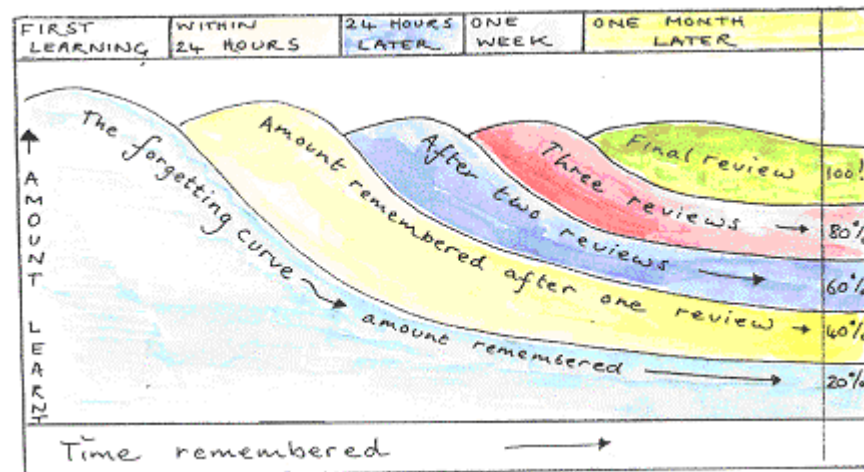 FIRST LEARNING
WITHIN 24 HOURS
24 HOURS LATER
ONE WEEK
ONE MONTH LATER
The forgetting curve
amount remembered
Amount remembered after one review
After two reviews
Three reviews
Final review
100%
80%
60%
40%
20%
AMOUNT LEARNT
Time remembered